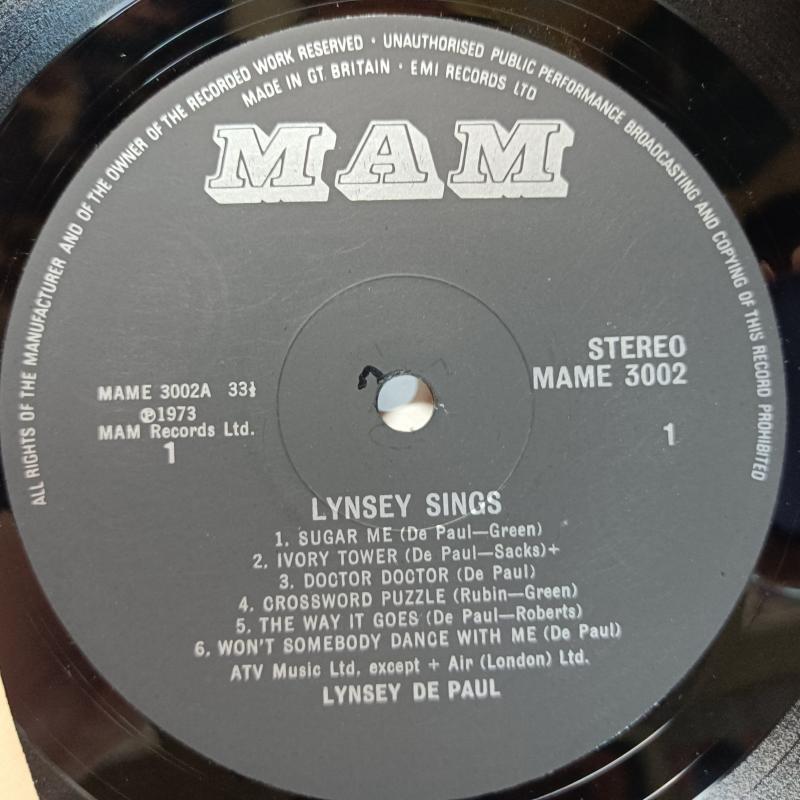 ALL RIGHTS OF THE MANUFACTURER AND OF THE OWNER OF THE RECORDED WORK RESERVED · UNAUTHORISED PUBLIC PERFORMANCE BROADCASTING AND COPYING OF THIS RECORD PROHIBITED
MADE IN GT. BRITAIN · EMI RECORDS LTD
MAM
STEREO
MAME 3002
1
MAME 3002A 33⅓
℗1973
MAM Records Ltd.
1
LYNSEY SINGS
1. SUGAR ME (De Paul—Green)
2. IVORY TOWER (De Paul—Sacks)+
3. DOCTOR DOCTOR (De Paul)
4. CROSSWORD PUZZLE (Rubin—Green)
5. THE WAY IT GOES (De Paul—Roberts)
6. WON'T SOMEBODY DANCE WITH ME (De Paul)
ATV Music Ltd. except + Air (London) Ltd.
LYNSEY DE PAUL